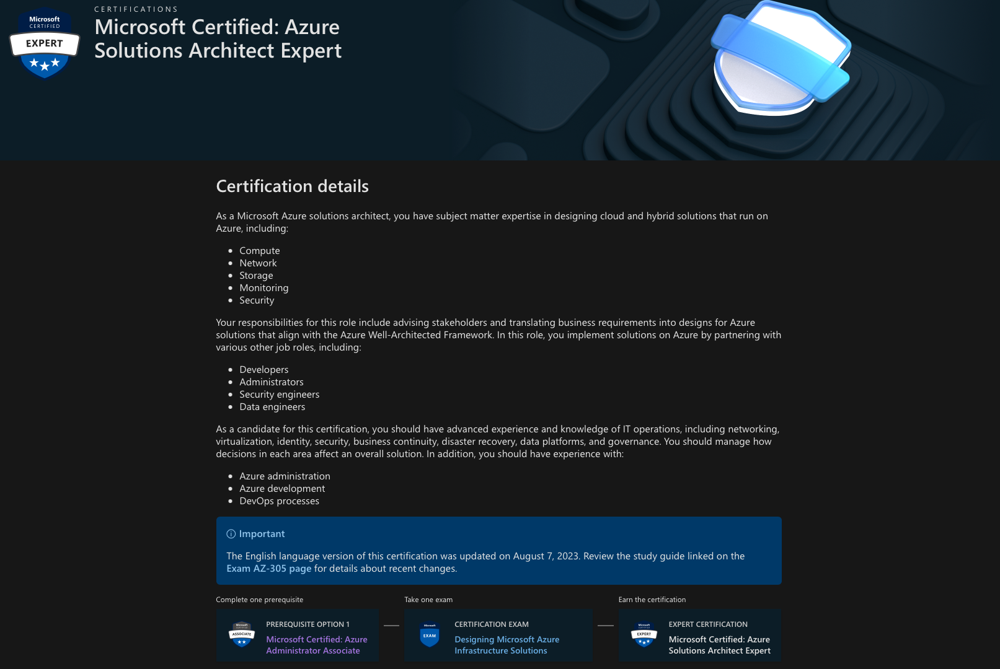 Microsoft
CERTIFIED
EXPERT
CERTIFICATIONS
Microsoft Certified: Azure
Solutions Architect Expert
Certification details
As a Microsoft Azure solutions architect, you have subject matter expertise in designing cloud and hybrid solutions that run on
Azure, including:
Compute
Network
Storage
Monitoring
Security
Your responsibilities for this role include advising stakeholders and translating business requirements into designs for Azure
solutions that align with the Azure Well-Architected Framework. In this role, you implement solutions on Azure by partnering with
various other job roles, including:
Developers
Administrators
Security engineers
Data engineers
As a candidate for this certification, you should have advanced experience and knowledge of IT operations, including networking,
virtualization, identity, security, business continuity, disaster recovery, data platforms, and governance. You should manage how
decisions in each area affect an overall solution. In addition, you should have experience with:
Azure administration
Azure development
DevOps processes
Important
The English language version of this certification was updated on August 7, 2023. Review the study guide linked on the
Exam AZ-305 page for details about recent changes.
Complete one prerequisite
Microsoft
CERTIFIED
ASSOCIATE
PREREQUISITE OPTION 1
Microsoft Certified: Azure
Administrator Associate
Take one exam
Microsoft
EXAM
CERTIFICATION EXAM
Designing Microsoft Azure
Infrastructure Solutions
Earn the certification
Microsoft
CERTIFIED
EXPERT
EXPERT CERTIFICATION
Microsoft Certified: Azure
Solutions Architect Expert